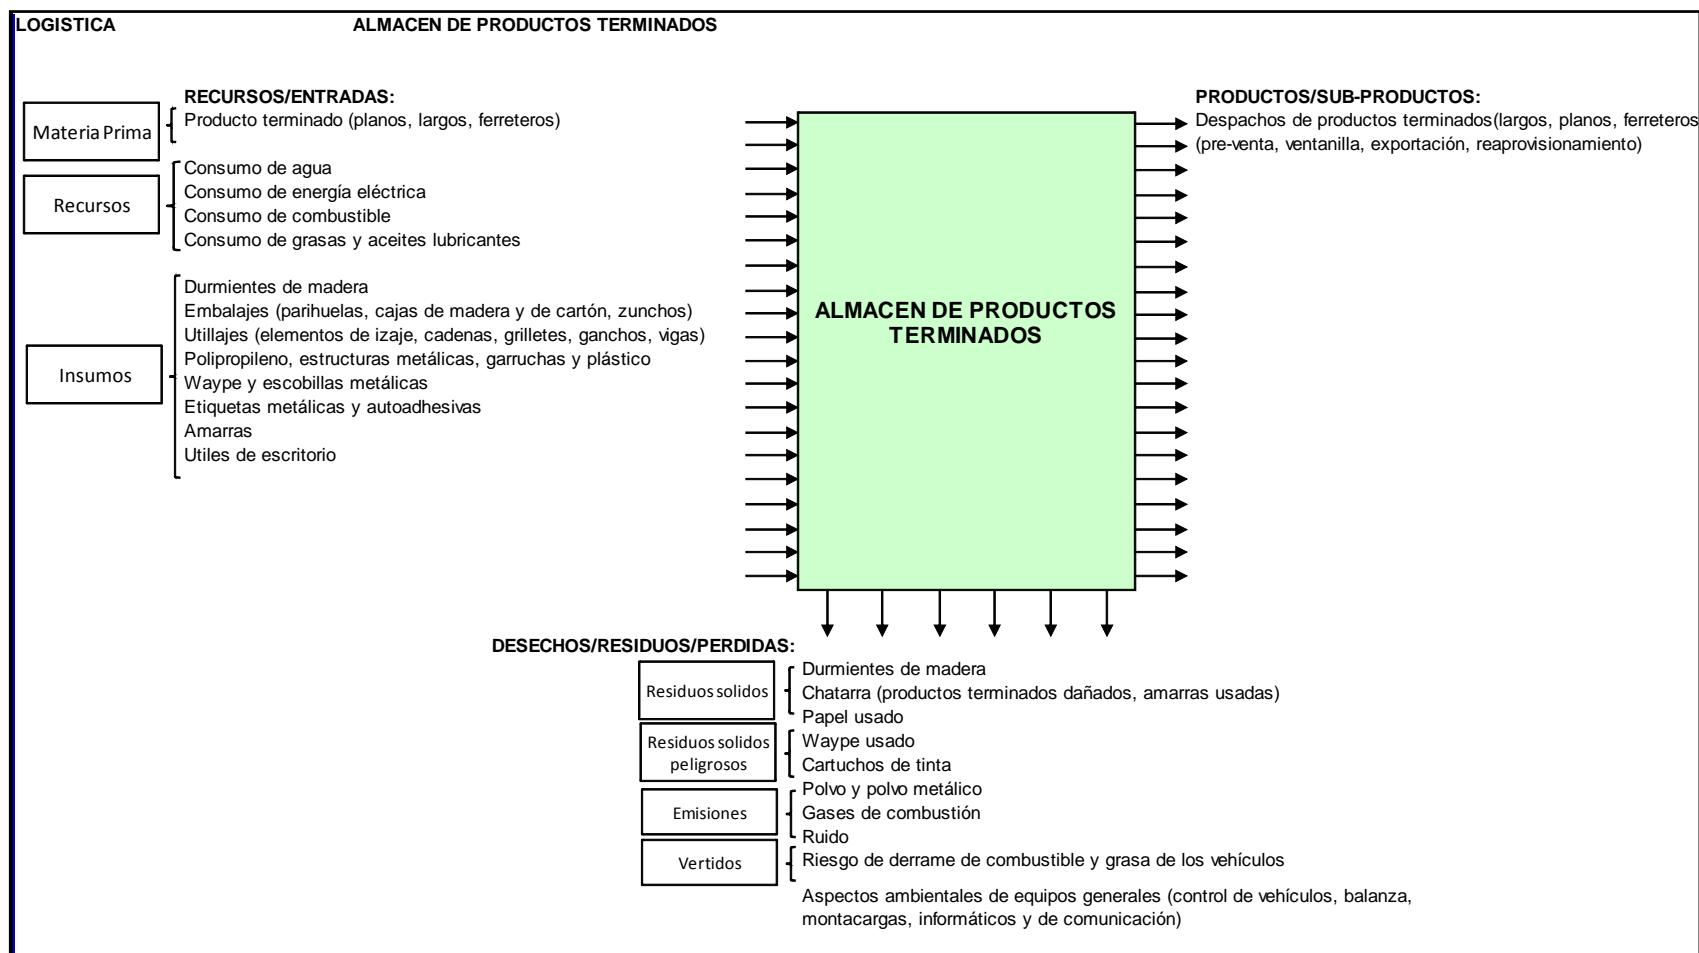 LOGISTICA
ALMACEN DE PRODUCTOS TERMINADOS
RECURSOS/ENTRADAS:
Materia Prima
Producto terminado (planos, largos, ferreteros)
Recursos
Consumo de agua
Consumo de energía eléctrica
Consumo de combustible
Consumo de grasas y aceites lubricantes
Insumos
Durmientes de madera
Embalajes (parihuelas, cajas de madera y de cartón, zunchos)
Utillajes (elementos de izaje, cadenas, grilletes, ganchos, vigas)
Polipropileno, estructuras metálicas, garruchas y plástico
Waype y escobillas metálicas
Etiquetas metálicas y autoadhesivas
Amarras
Utiles de escritorio
ALMACEN DE PRODUCTOS
TERMINADOS
PRODUCTOS/SUB-PRODUCTOS:
Despachos de productos terminados(largos, planos, ferreteros
(pre-venta, ventanilla, exportación, reaprovisionamiento)
DESECHOS/RESIDUOS/PERDIDAS:
Residuos solidos
Durmientes de madera
Chatarra (productos terminados dañados, amarras usadas)
Papel usado
Residuos solidos
peligrosos
Waype usado
Cartuchos de tinta
Emisiones
Polvo y polvo metálico
Gases de combustión
Ruido
Vertidos
Riesgo de derrame de combustible y grasa de los vehículos
Aspectos ambientales de equipos generales (control de vehículos, balanza,
montacargas, informáticos y de comunicación)